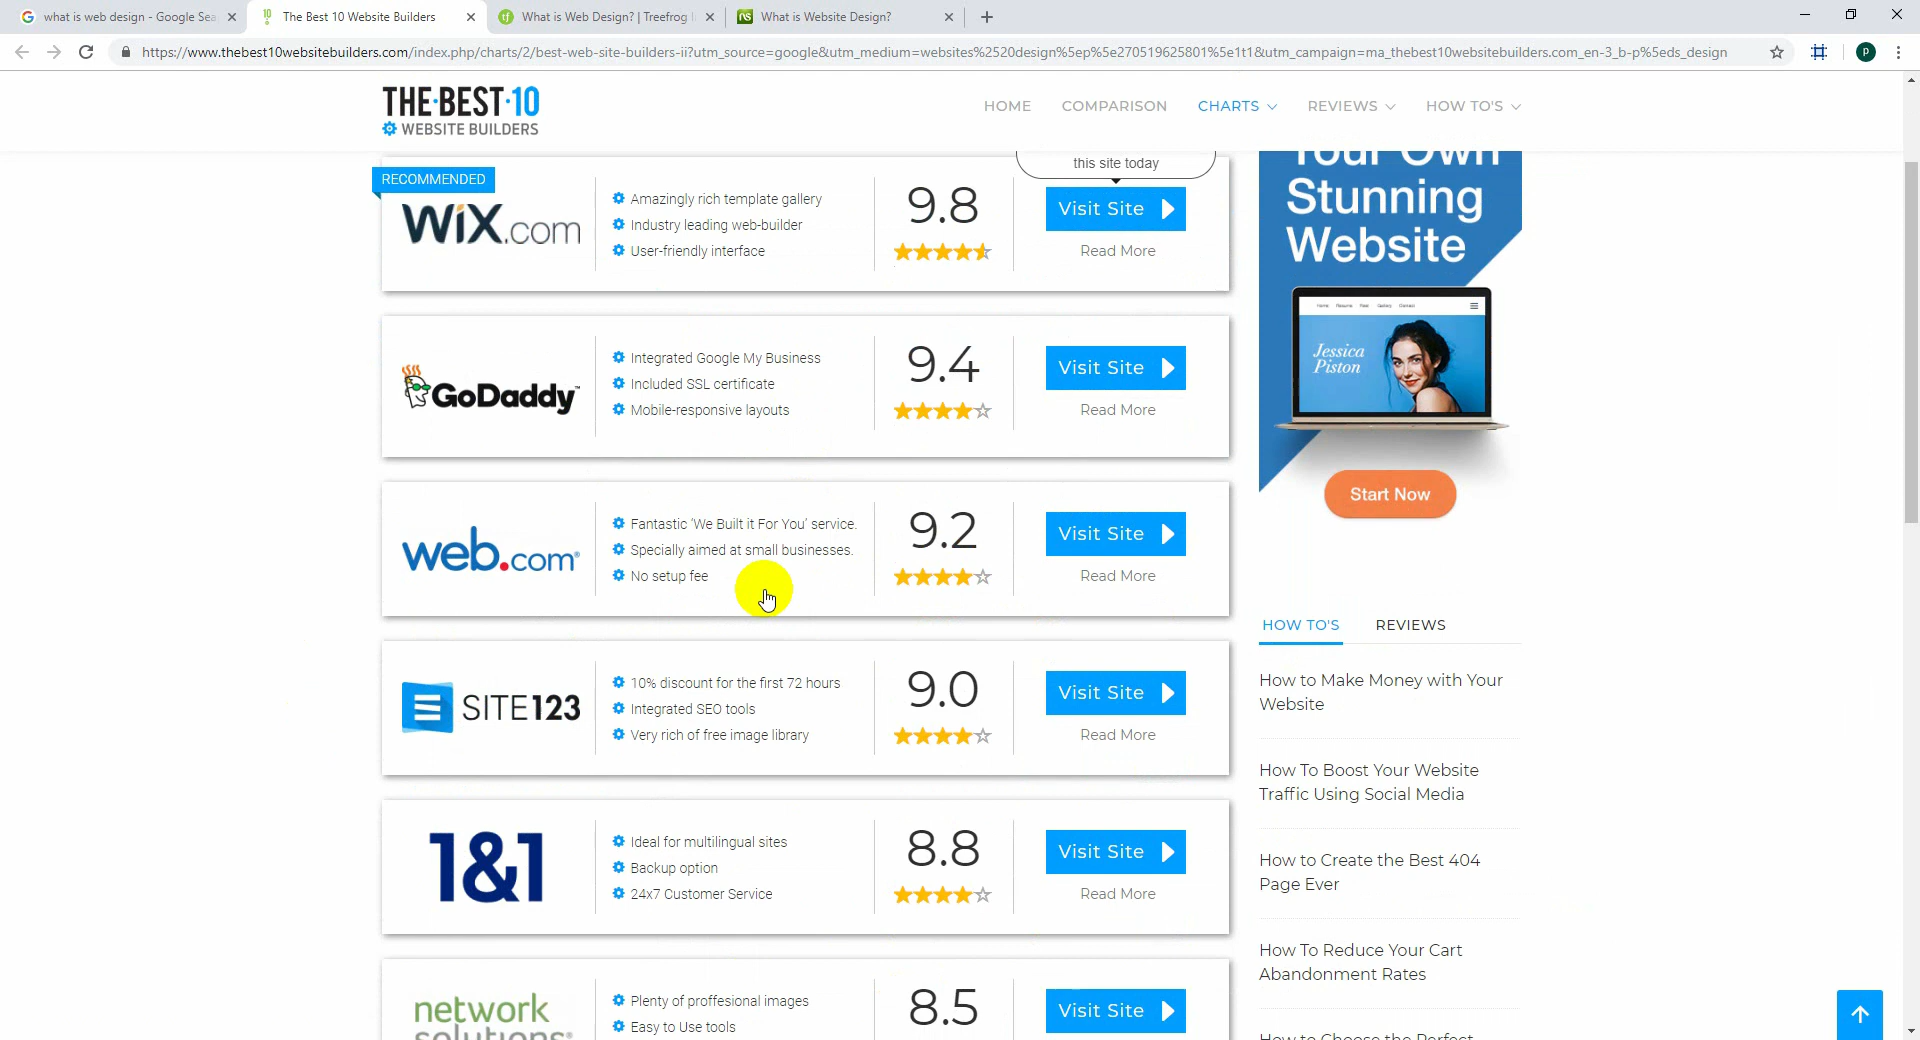 what is web design - Google Sea
The Best 10 Website Builders
What is Web Design? | Treefrog I
What is Website Design?
https://www.thebest10websitebuilders.com/index.php/charts/2/best-web-site-builders-ii?utm_source=google&utm_medium=websites%2520design%5ep%5e270519625801%5e1t1&utm_campaign=ma_thebest10websitebuilders.com_en-3_b-p%5eds_design
P
THE·BEST·10
WEBSITE BUILDERS
HOME
COMPARISON
CHARTS
REVIEWS
HOW TO'S
this site today
RECOMMENDED
WiX.com
Amazingly rich template gallery
Industry leading web-builder
User-friendly interface
9.8
Visit Site
Read More
GoDaddy™
Integrated Google My Business
Included SSL certificate
Mobile-responsive layouts
9.4
Visit Site
Read More
web.com®
Fantastic 'We Built it For You' service.
Specially aimed at small businesses.
No setup fee
9.2
Visit Site
Read More
SITE123
10% discount for the first 72 hours
Integrated SEO tools
Very rich of free image library
9.0
Visit Site
Read More
1&1
Ideal for multilingual sites
Backup option
24x7 Customer Service
8.8
Visit Site
Read More
network
solutions
Plenty of proffesional images
Easy to Use tools
8.5
Visit Site
Your Own
Stunning
Website
Jessica
Piston
Start Now
HOW TO'S
REVIEWS
How to Make Money with Your
Website
How To Boost Your Website
Traffic Using Social Media
How to Create the Best 404
Page Ever
How To Reduce Your Cart
Abandonment Rates
How to Choose the Perfect